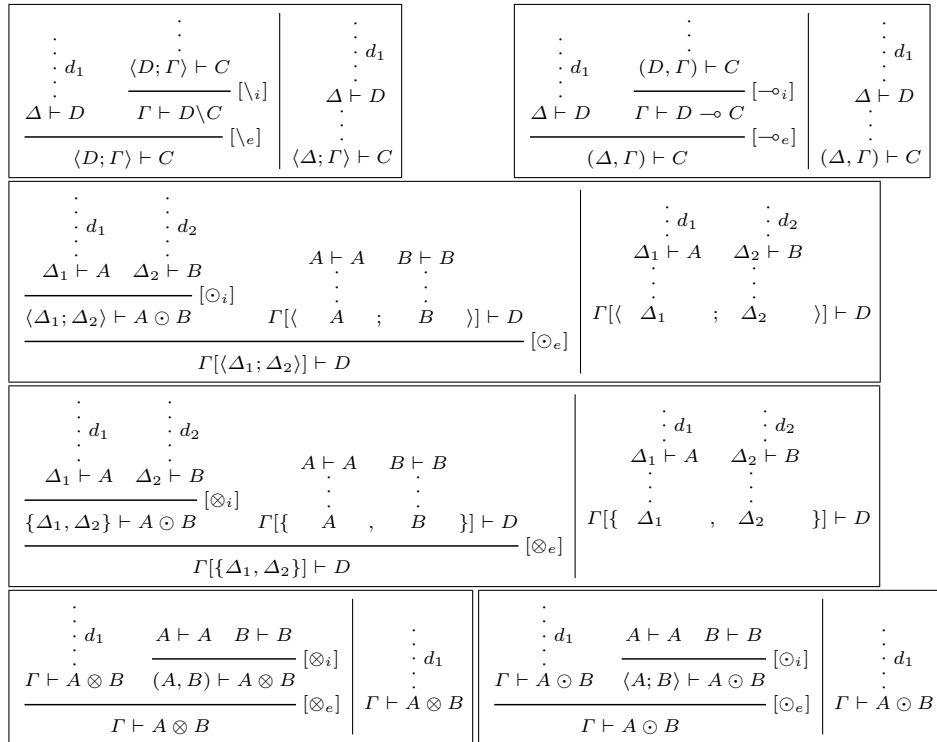 d₁ ⟨D; Γ⟩ ⊢ C [\ᵢ] d₁
Δ ⊢ D Γ ⊢ D\C [\ₑ] Δ ⊢ D
⟨D; Γ⟩ ⊢ C ⟨Δ; Γ⟩ ⊢ C
d₁ (D, Γ) ⊢ C [⊸ᵢ] d₁
Δ ⊢ D Γ ⊢ D ⊸ C [⊸ₑ] Δ ⊢ D
(Δ, Γ) ⊢ C (Δ, Γ) ⊢ C
d₁ d₂ d₁ d₂
Δ₁ ⊢ A Δ₂ ⊢ B [⊙ᵢ] A ⊢ A B ⊢ B Δ₁ ⊢ A Δ₂ ⊢ B
⟨Δ₁; Δ₂⟩ ⊢ A ⊙ B Γ[⟨ A ; B ⟩] ⊢ D [⊙ₑ] Γ[⟨ Δ₁ ; Δ₂ ⟩] ⊢ D
Γ[⟨Δ₁; Δ₂⟩] ⊢ D
d₁ d₂ d₁ d₂
Δ₁ ⊢ A Δ₂ ⊢ B [⊗ᵢ] A ⊢ A B ⊢ B Δ₁ ⊢ A Δ₂ ⊢ B
{Δ₁, Δ₂} ⊢ A ⊙ B Γ[{ A , B }] ⊢ D [⊗ₑ] Γ[{ Δ₁ , Δ₂ }] ⊢ D
Γ[{Δ₁, Δ₂}] ⊢ D
d₁ A ⊢ A B ⊢ B [⊗ᵢ] d₁
Γ ⊢ A ⊗ B (A, B) ⊢ A ⊗ B [⊗ₑ] Γ ⊢ A ⊗ B
Γ ⊢ A ⊗ B
d₁ A ⊢ A B ⊢ B [⊙ᵢ] d₁
Γ ⊢ A ⊙ B ⟨A; B⟩ ⊢ A ⊙ B [⊙ₑ] Γ ⊢ A ⊙ B
Γ ⊢ A ⊙ B